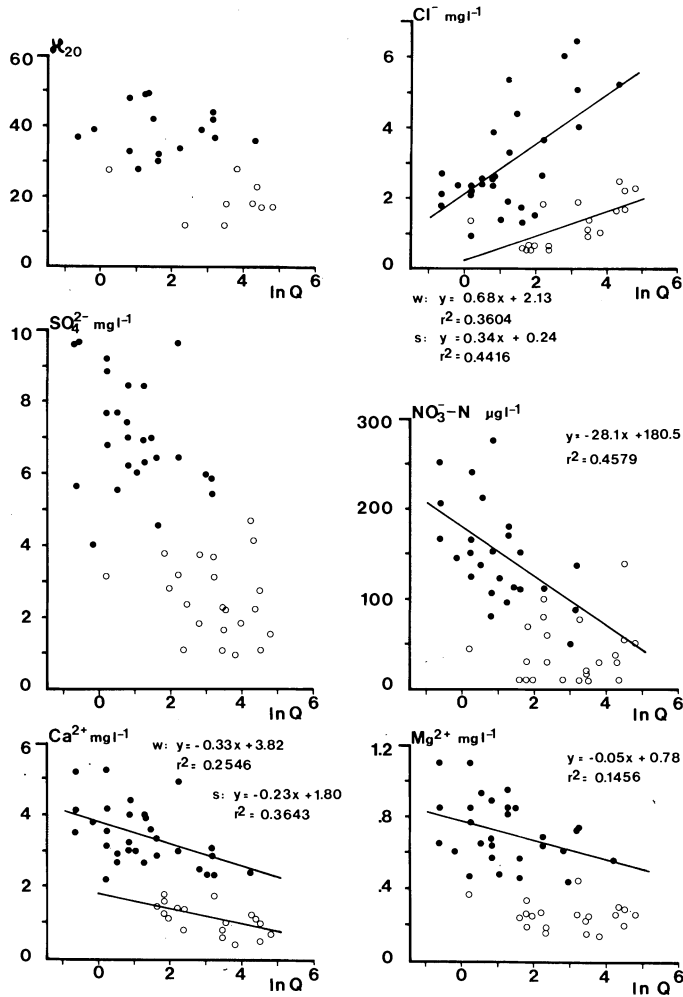 ϰ20
60
40
20
0
0 2 4 6
ln Q
Cl⁻ mgl⁻¹
6
4
2
0
0 2 4 6
ln Q
w: y = 0.68x + 2.13
r² = 0.3604
s: y = 0.34x + 0.24
r² = 0.4416
SO₄²⁻ mgl⁻¹
10
8
6
4
2
0
0 2 4 6
ln Q
NO₃⁻–N µgl⁻¹
y = -28.1x + 180.5
r² = 0.4579
300
200
100
0
0 2 4 6
ln Q
Ca²⁺ mgl⁻¹
w: y = -0.33x + 3.82
r² = 0.2546
s: y = -0.23x + 1.80
r² = 0.3643
6
4
2
0
0 2 4 6
ln Q
Mg²⁺ mgl⁻¹
y = -0.05x + 0.78
r² = 0.1456
1.2
.8
.4
0
0 2 4 6
ln Q